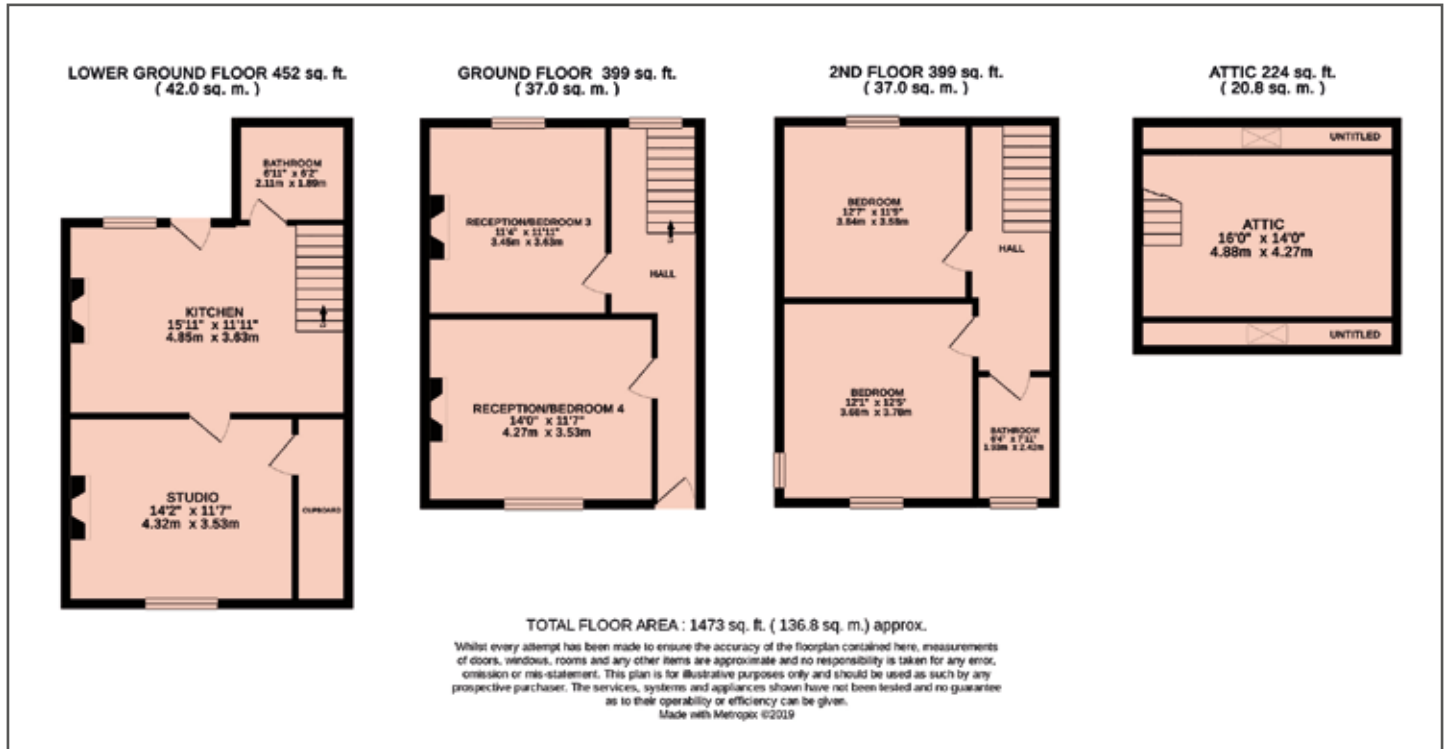 LOWER GROUND FLOOR 452 sq. ft.
( 42.0 sq. m. )
BATHROOM
6'11" x 6'2"
2.11m x 1.89m
KITCHEN
15'11" x 11'11"
4.85m x 3.63m
STUDIO
14'2" x 11'7"
4.32m x 3.53m
CUPBOARD
GROUND FLOOR 399 sq. ft.
( 37.0 sq. m. )
RECEPTION/BEDROOM 3
11'4" x 11'11"
3.45m x 3.63m
HALL
RECEPTION/BEDROOM 4
14'0" x 11'7"
4.27m x 3.53m
2ND FLOOR 399 sq. ft.
( 37.0 sq. m. )
BEDROOM
12'7" x 11'9"
3.84m x 3.58m
HALL
BEDROOM
12'1" x 12'5"
3.68m x 3.78m
BATHROOM
6'4" x 7'11"
1.93m x 2.42m
ATTIC 224 sq. ft.
( 20.8 sq. m. )
UNTITLED
ATTIC
16'0" x 14'0"
4.88m x 4.27m
UNTITLED
TOTAL FLOOR AREA : 1473 sq. ft. ( 136.8 sq. m.) approx.
Whilst every attempt has been made to ensure the accuracy of the floorplan contained here, measurements
of doors, windows, rooms and any other items are approximate and no responsibility is taken for any error,
omission or mis-statement. This plan is for illustrative purposes only and should be used as such by any
prospective purchaser. The services, systems and appliances shown have not been tested and no guarantee
as to their operability or efficiency can be given.
Made with Metropix ©2019